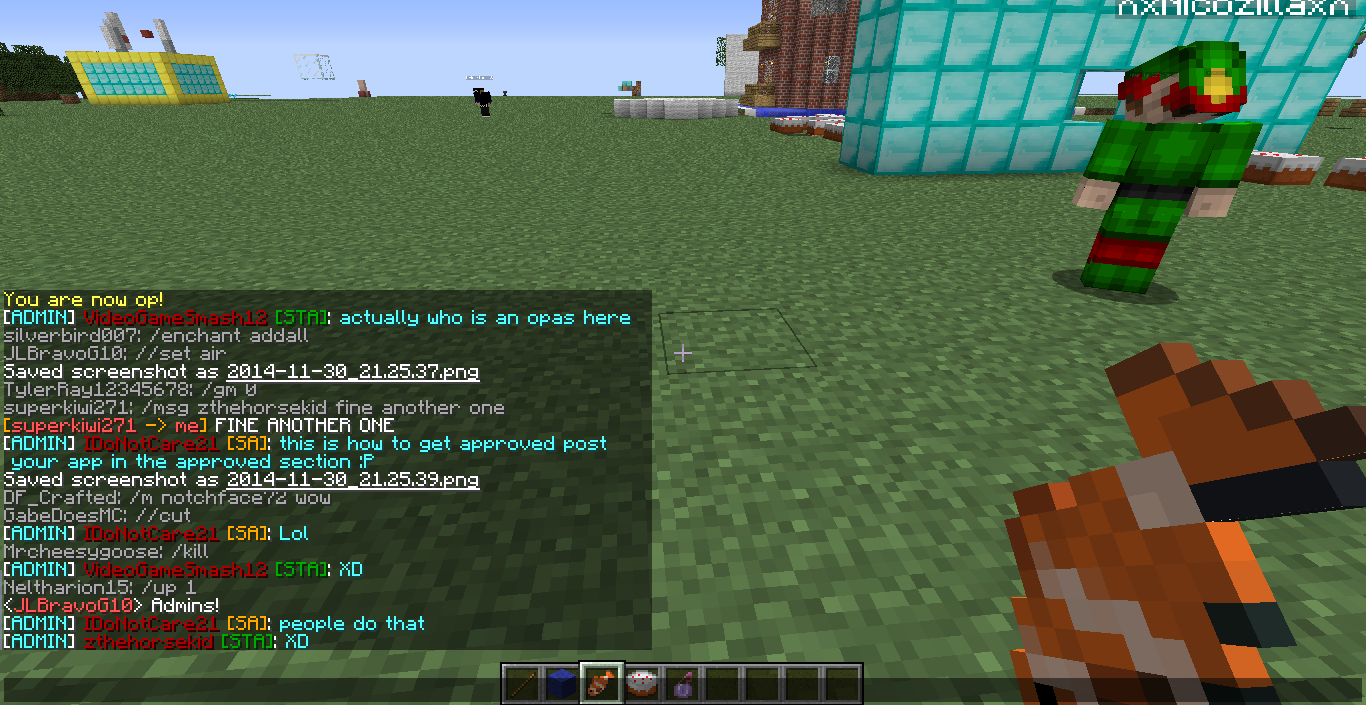 nxMicozillaxn
You are now op!
[ADMIN] VideoGameSmash12 [STA]: actually who is an opas here
silverbird007: /enchant addall
JLBravoG10: //set air
Saved screenshot as 2014-11-30_21.25.37.png
TylerRay12345678: /gm 0
superkiwi271: /msg zthehorsekid fine another one
[superkiwi271 -> me] FINE ANOTHER ONE
[ADMIN] IDoNotCare21 [SA]: this is how to get approved post
your app in the approved section :P
Saved screenshot as 2014-11-30_21.25.39.png
DF_Crafted: /m notchface72 wow
GabeDoesMC: //cut
[ADMIN] IDoNotCare21 [SA]: Lol
Mrcheesygoose: /kill
[ADMIN] VideoGameSmash12 [STA]: XD
Neltharion15: /up 1
<JLBravoG10> Admins!
[ADMIN] IDoNotCare21 [SA]: people do that
[ADMIN] zthehorsekid [STA]: XD